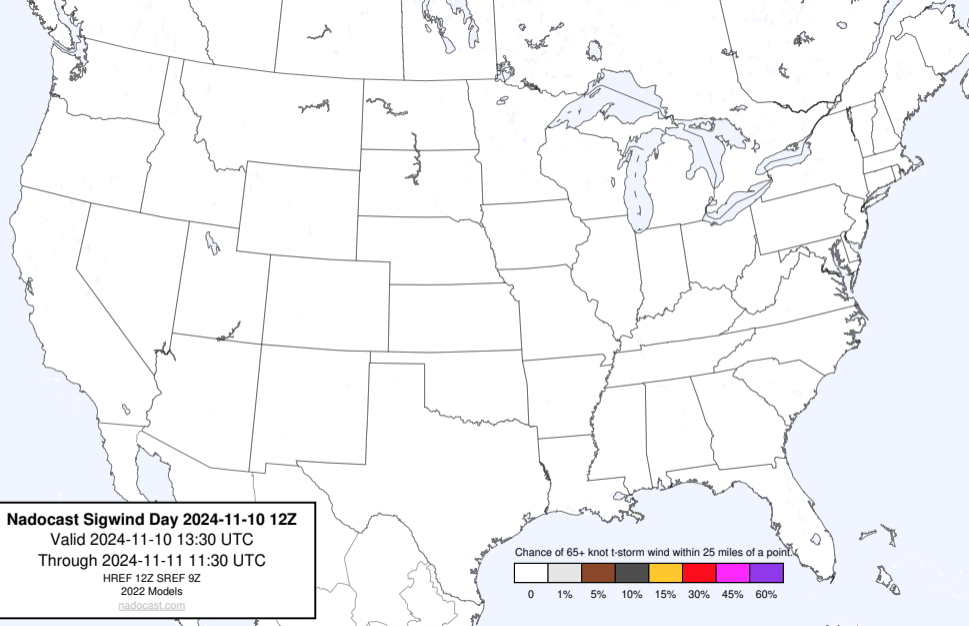 Nadocast Sigwind Day 2024-11-10 12Z
Valid 2024-11-10 13:30 UTC
Through 2024-11-11 11:30 UTC
HREF 12Z SREF 9Z
2022 Models
nadocast.com
Chance of 65+ knot t-storm wind within 25 miles of a point.
0 1% 5% 10% 15% 30% 45% 60%